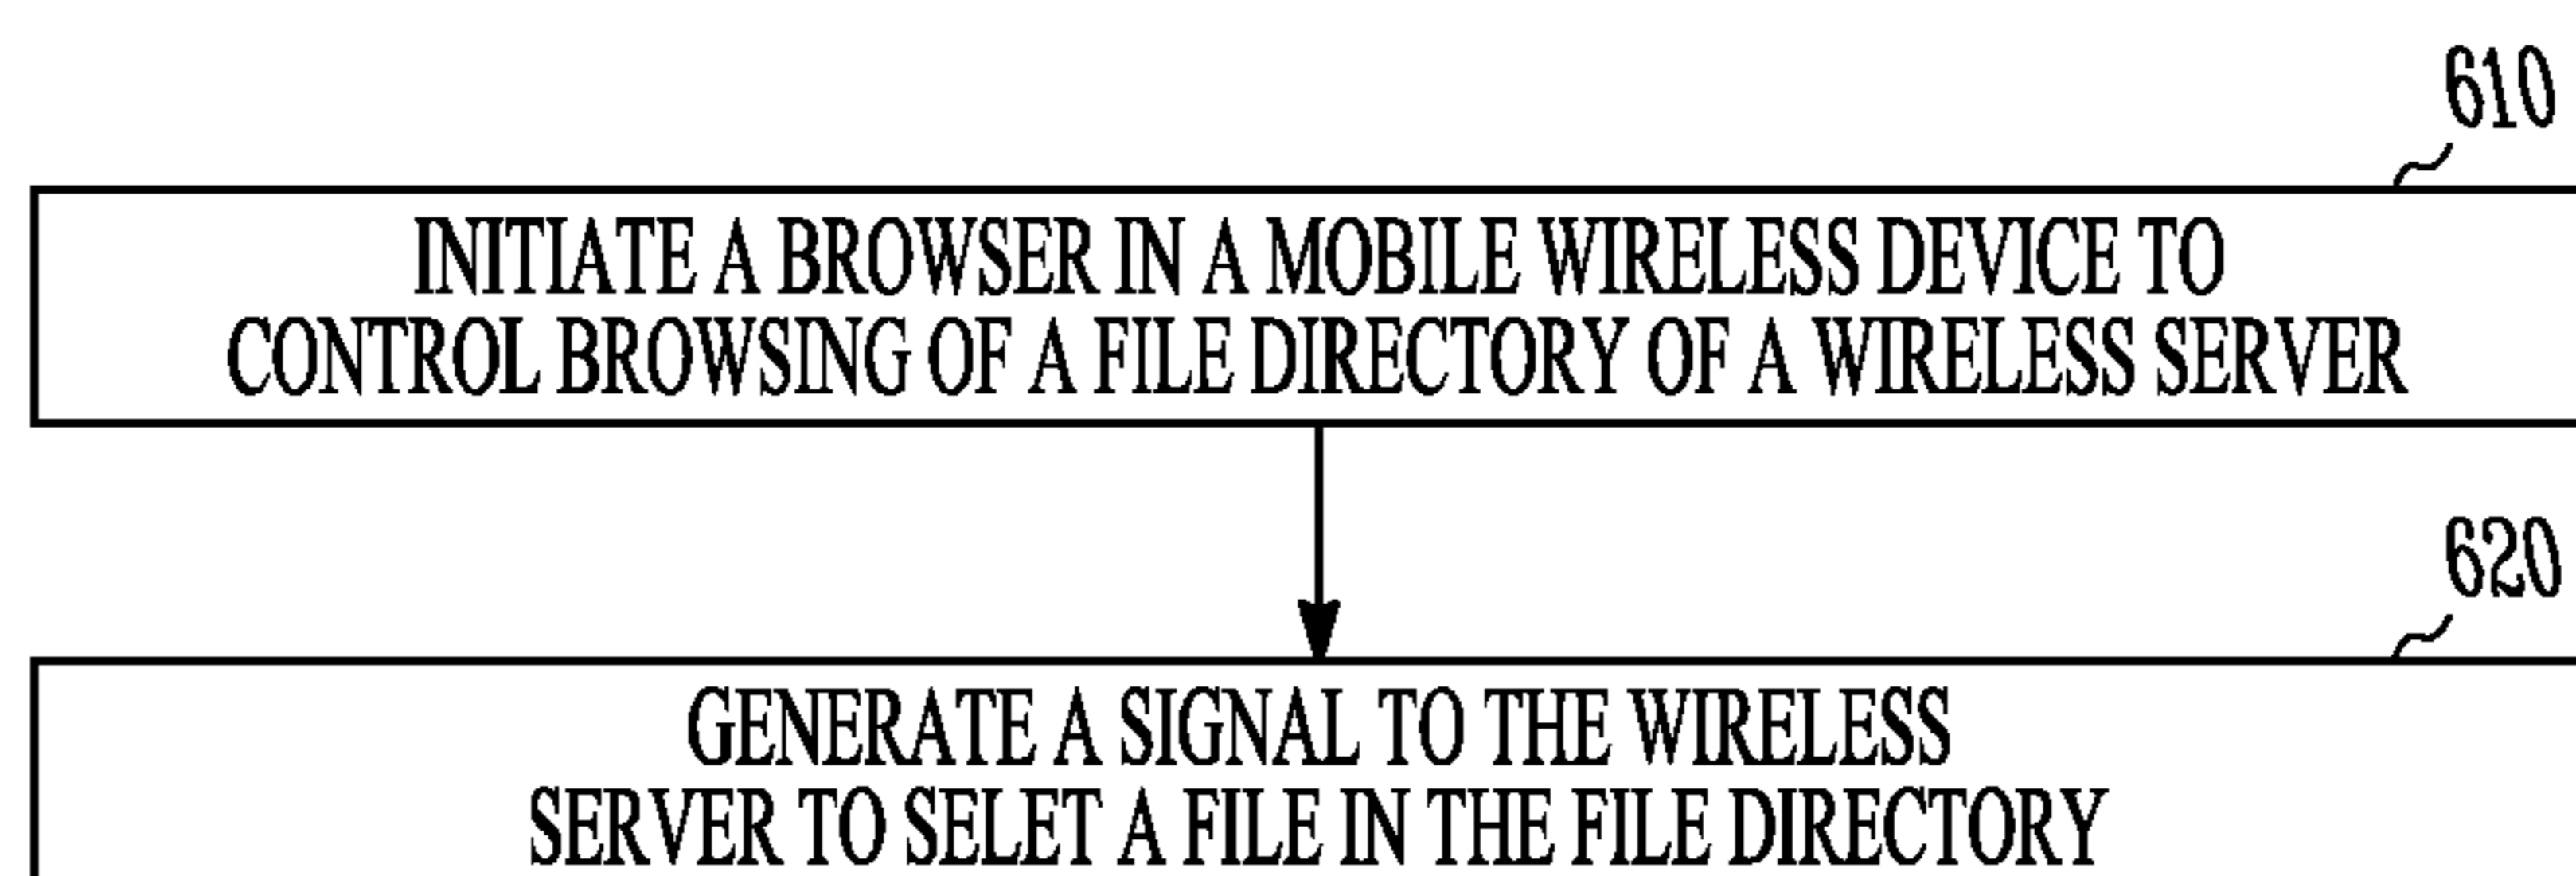 610
INITIATE A BROWSER IN A MOBILE WIRELESS DEVICE TO
CONTROL BROWSING OF A FILE DIRECTORY OF A WIRELESS SERVER
620
GENERATE A SIGNAL TO THE WIRELESS
SERVER TO SELET A FILE IN THE FILE DIRECTORY